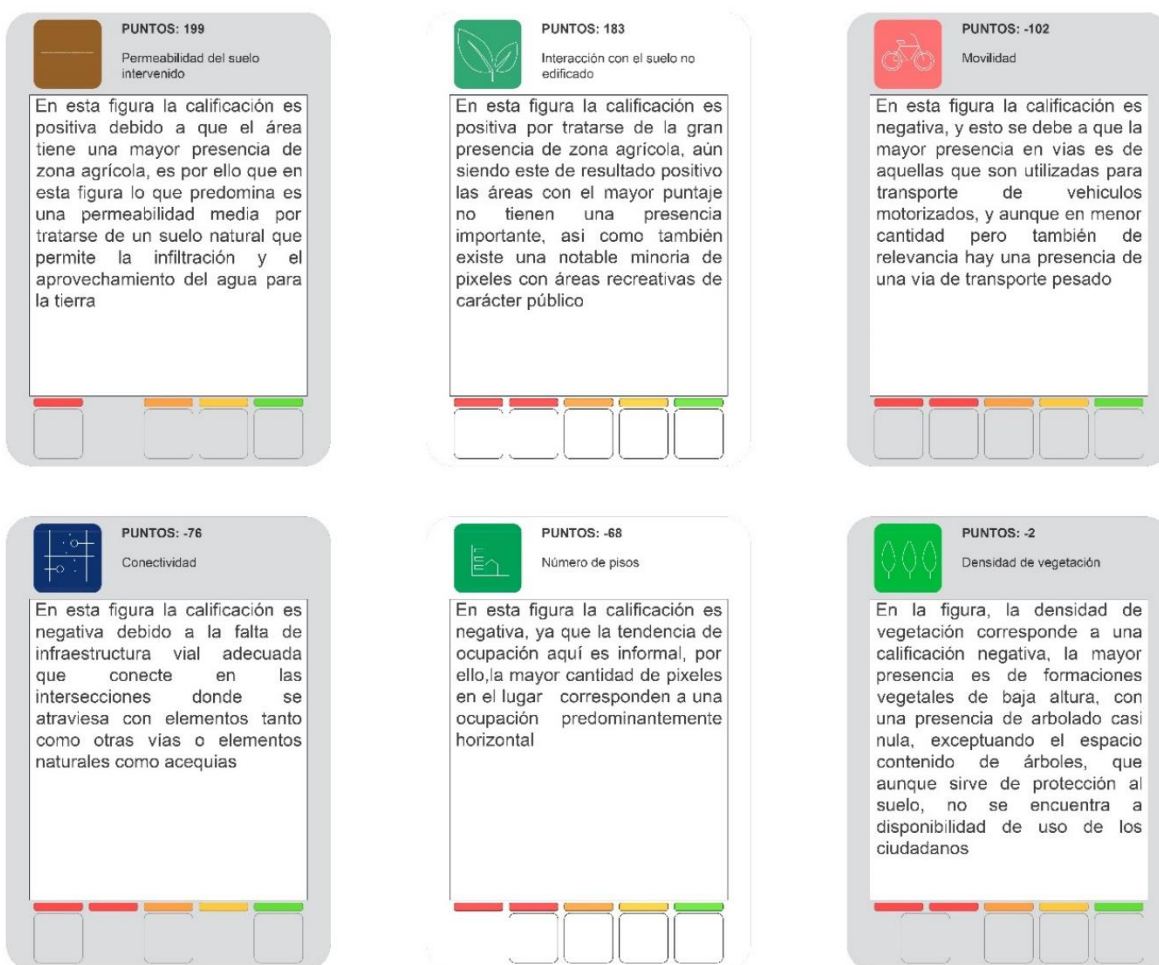 PUNTOS: 199
Permeabilidad del suelo
intervenido
En esta figura la calificación es
positiva debido a que el área
tiene una mayor presencia de
zona agrícola, es por ello que en
esta figura lo que predomina es
una permeabilidad media por
tratarse de un suelo natural que
permite la infiltración y el
aprovechamiento del agua para
la tierra
PUNTOS: 183
Interacción con el suelo no
edificado
En esta figura la calificación es
positiva por tratarse de la gran
presencia de zona agrícola, aún
siendo este de resultado positivo
las áreas con el mayor puntaje
no tienen una presencia
importante, asi como también
existe una notable minoria de
pixeles con áreas recreativas de
carácter público
PUNTOS: -102
Movilidad
En esta figura la calificación es
negativa, y esto se debe a que la
mayor presencia en vías es de
aquellas que son utilizadas para
transporte de vehiculos
motorizados, y aunque en menor
cantidad pero también de
relevancia hay una presencia de
una vía de transporte pesado
PUNTOS: -76
Conectividad
En esta figura la calificación es
negativa debido a la falta de
infraestructura vial adecuada
que conecte en las
intersecciones donde se
atraviesa con elementos tanto
como otras vías o elementos
naturales como acequias
PUNTOS: -68
Número de pisos
En esta figura la calificación es
negativa, ya que la tendencia de
ocupación aquí es informal, por
ello,la mayor cantidad de pixeles
en el lugar corresponden a una
ocupación predominantemente
horizontal
PUNTOS: -2
Densidad de vegetación
En la figura, la densidad de
vegetación corresponde a una
calificación negativa, la mayor
presencia es de formaciones
vegetales de baja altura, con
una presencia de arbolado casi
nula, exceptuando el espacio
contenido de árboles, que
aunque sirve de protección al
suelo, no se encuentra a
disponibilidad de uso de los
ciudadanos